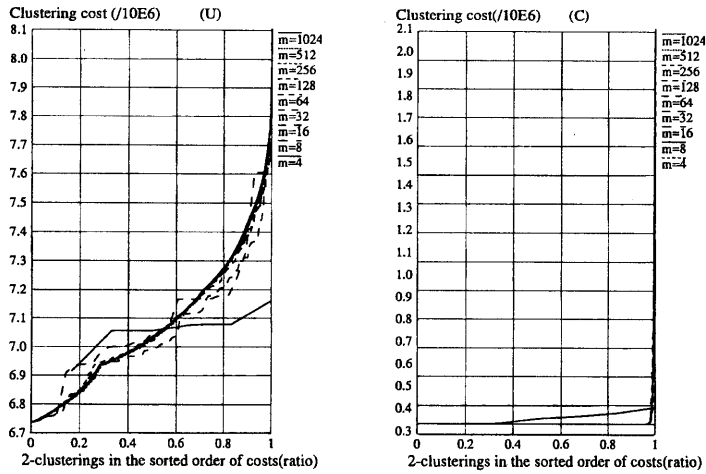 Clustering cost (/10E6) (U)
8.1
8.0
7.9
7.8
7.7
7.6
7.5
7.4
7.3
7.2
7.1
7.0
6.9
6.8
6.7
0 0.2 0.4 0.6 0.8 1
2-clusterings in the sorted order of costs(ratio)
m=1024
m=512
m=256
m=128
m=64
m=32
m=16
m=8
m=4
Clustering cost(/10E6) (C)
2.1
2.0
1.9
1.8
1.7
1.6
1.5
1.4
1.3
1.2
1.1
1.0
0.9
0.8
0.7
0.6
0.5
0.4
0.3
0 0.2 0.4 0.6 0.8 1
2-clusterings in the sorted order of costs(ratio)
m=1024
m=512
m=256
m=128
m=64
m=32
m=16
m=8
m=4